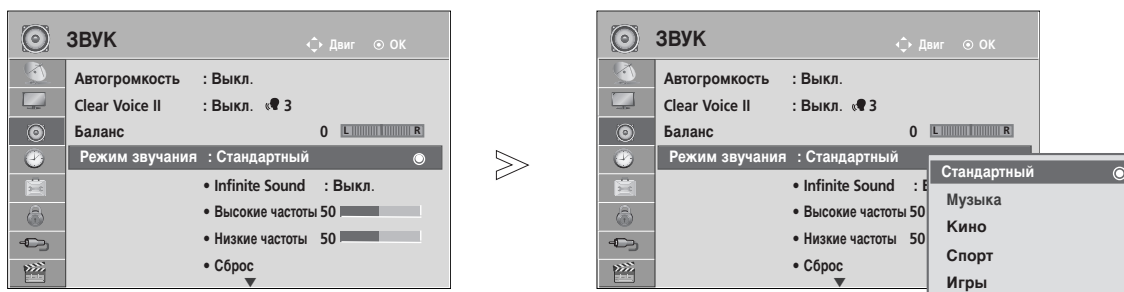 ЗВУК
Двиг ОК
Автогромкость : Выкл.
Clear Voice II : Выкл. 3
Баланс 0 L R
Режим звучания : Стандартный
• Infinite Sound : Выкл.
• Высокие частоты 50
• Низкие частоты 50
• Сброс
ЗВУК
Двиг ОК
Автогромкость : Выкл.
Clear Voice II : Выкл. 3
Баланс 0 L R
Режим звучания : Стандартный
• Infinite Sound :
• Высокие частоты 50
• Низкие частоты 50
• Сброс
Стандартный
Музыка
Кино
Спорт
Игры